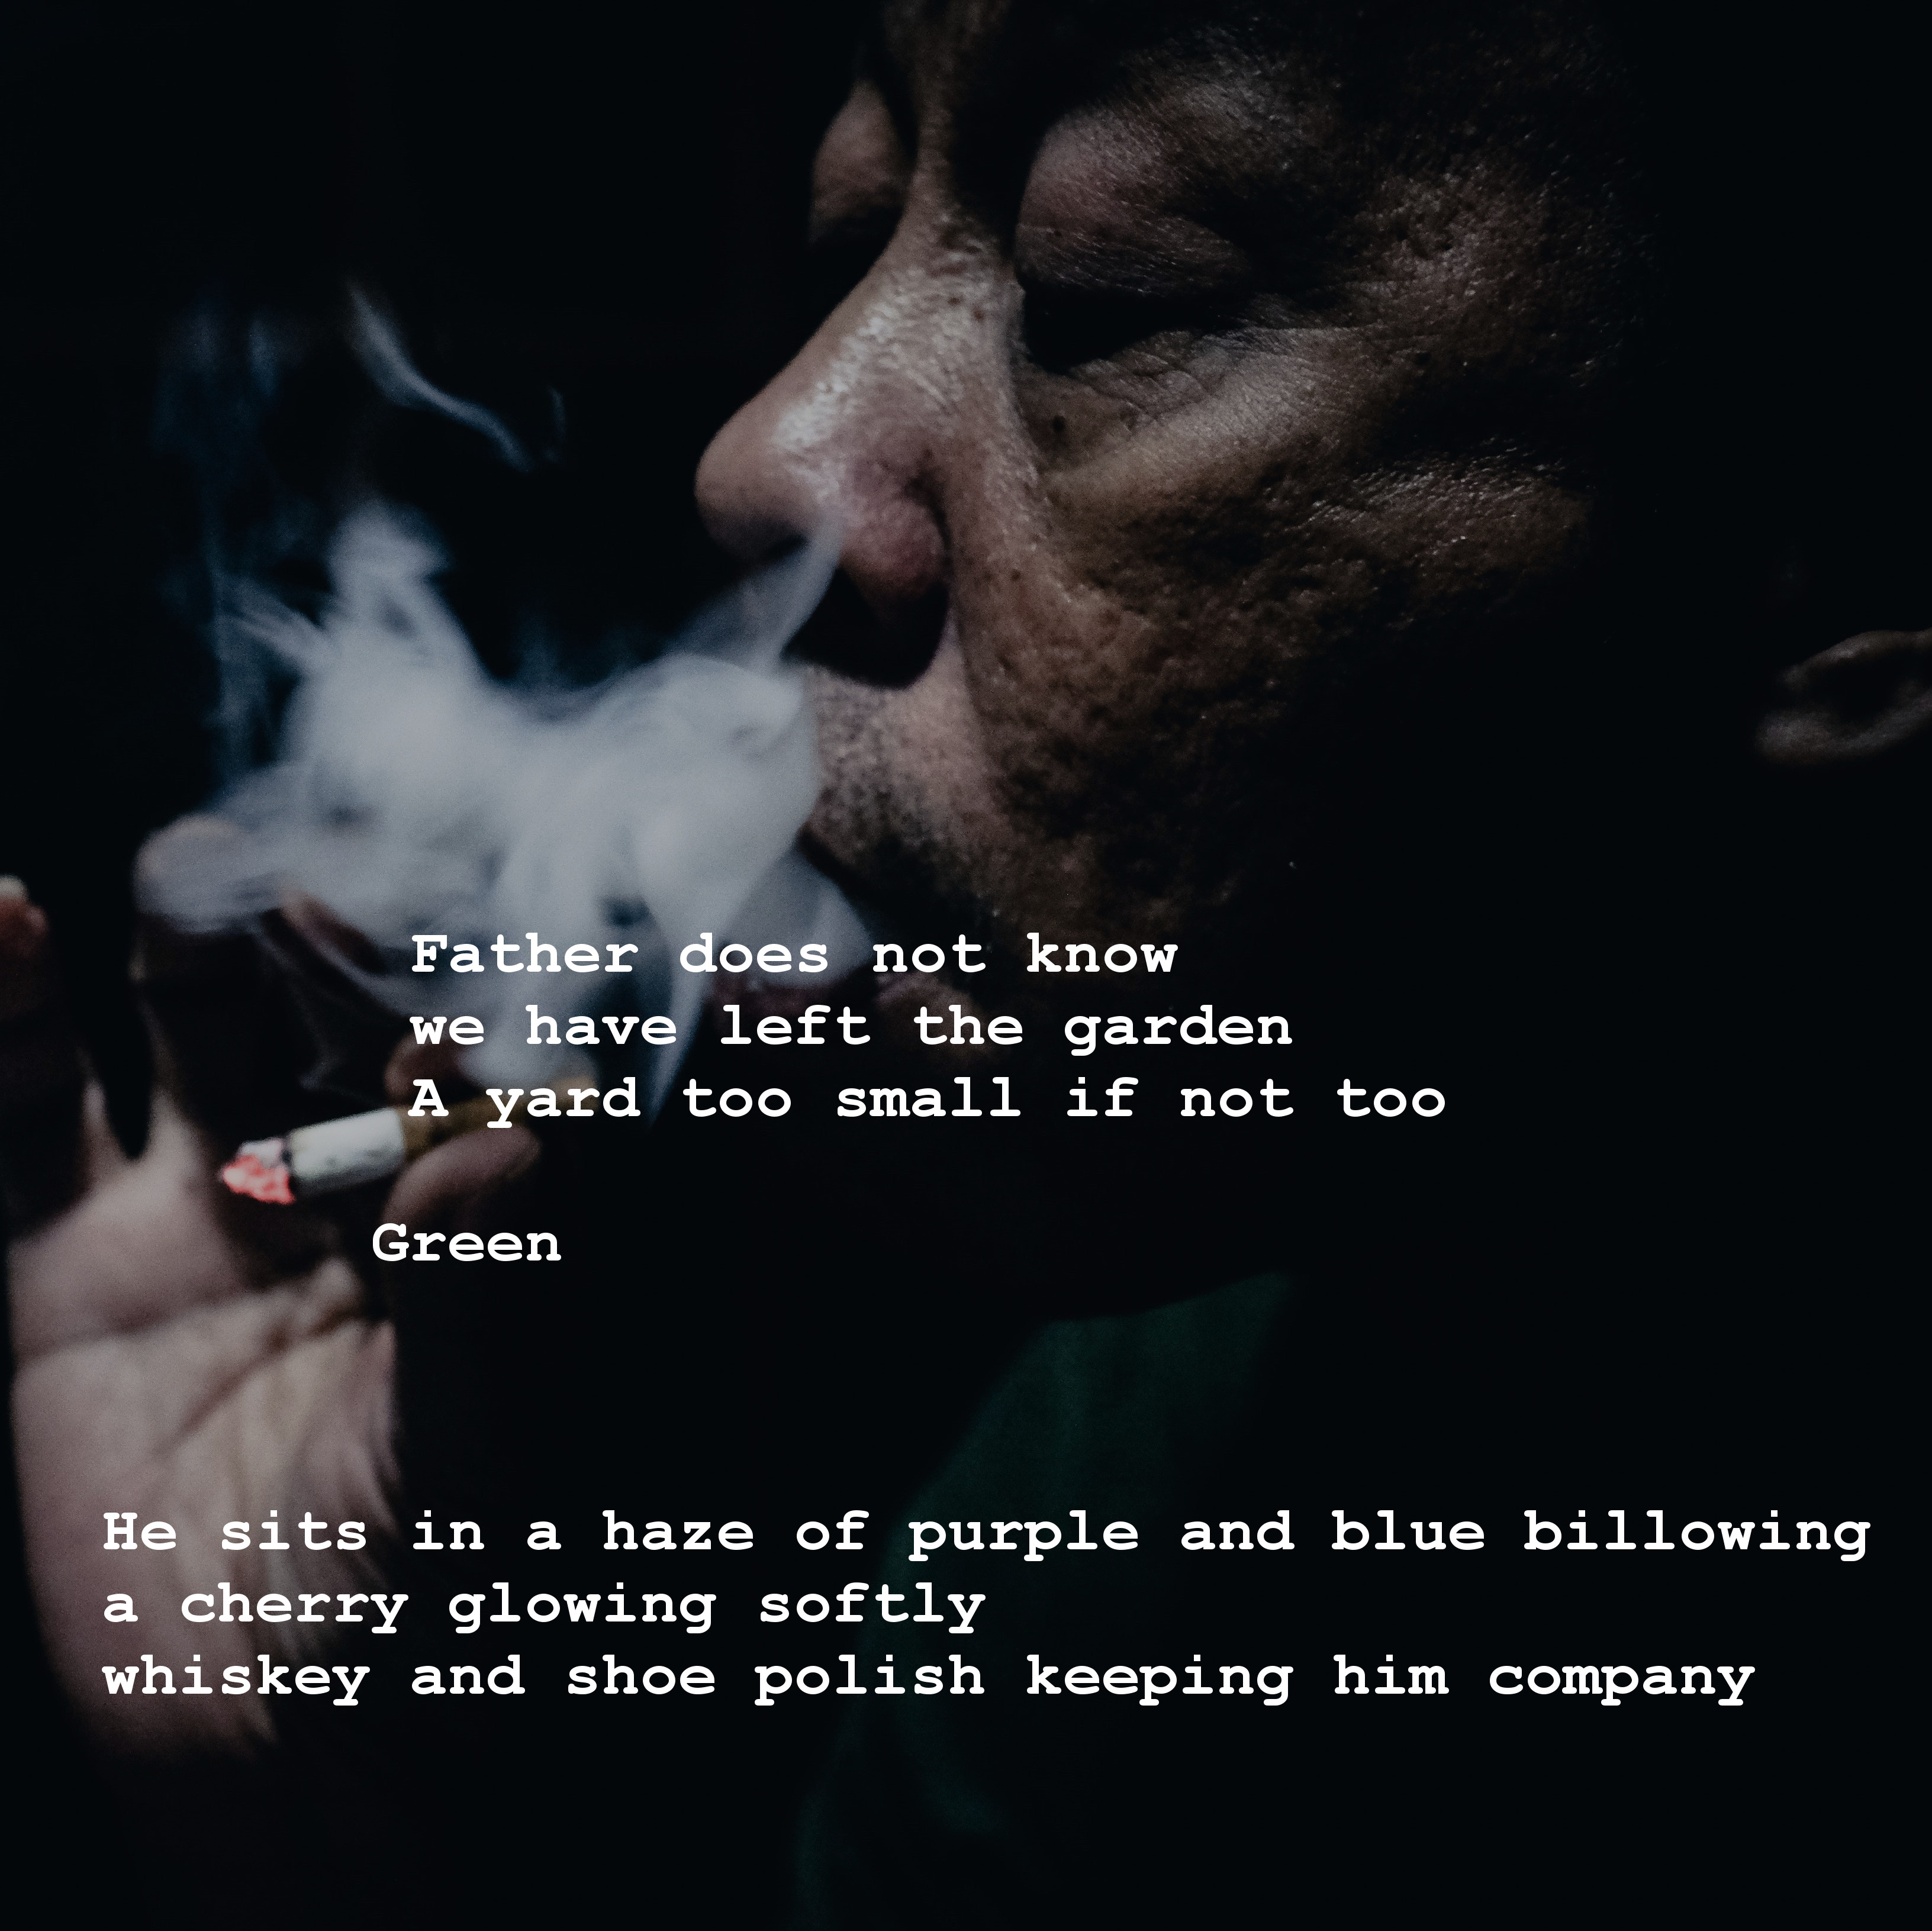 Father does not know
we have left the garden
A yard too small if not too
Green
He sits in a haze of purple and blue billowing
a cherry glowing softly
whiskey and shoe polish keeping him company